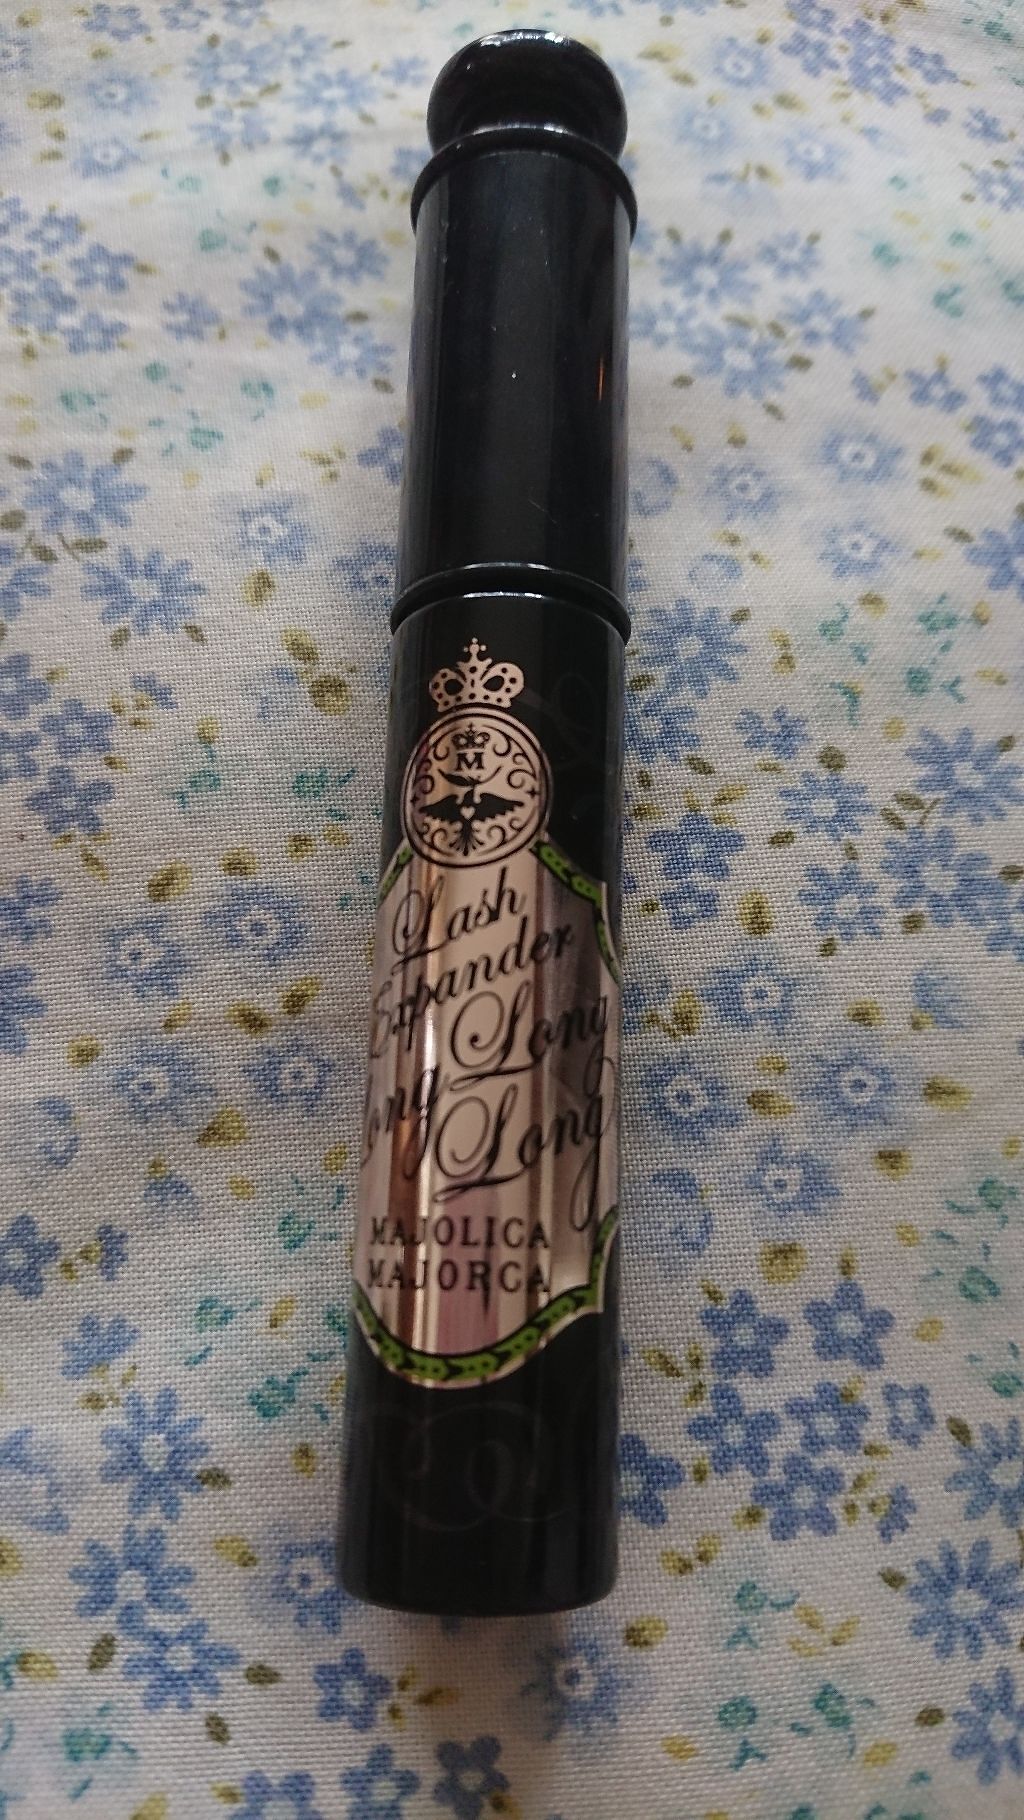 M
Lash
Expander
Long Long
Long
MAJOLICA
MAJORCA